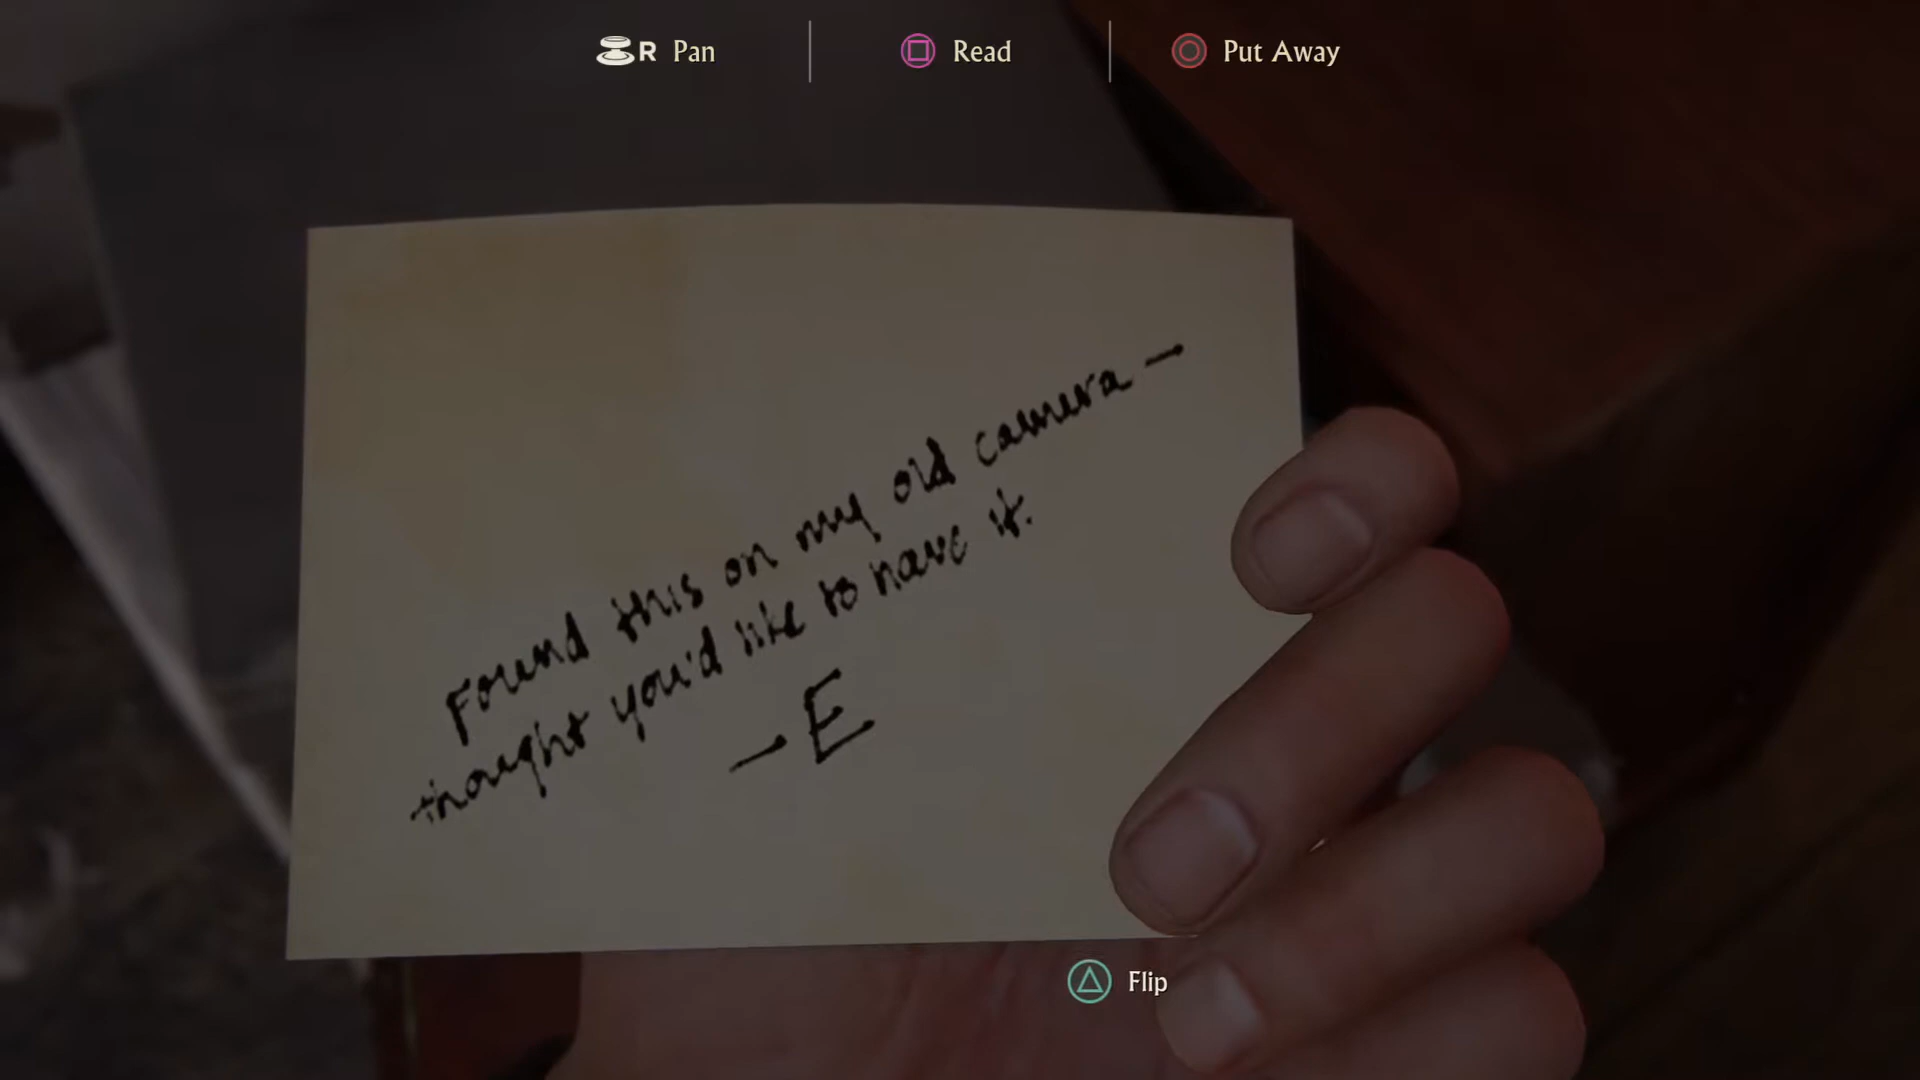 R Pan
Read
Put Away
Found this on my old camera —
thought you'd like to have it.
— E
Flip